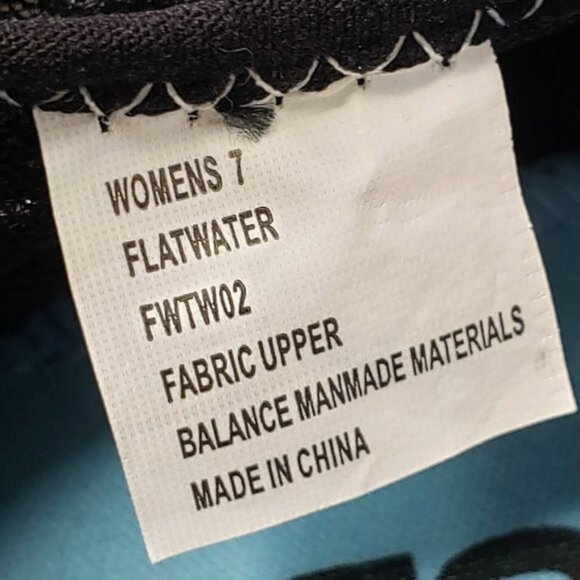 WOMENS 7
FLATWATER
FWTW02
FABRIC UPPER
BALANCE MANMADE MATERIALS
MADE IN CHINA